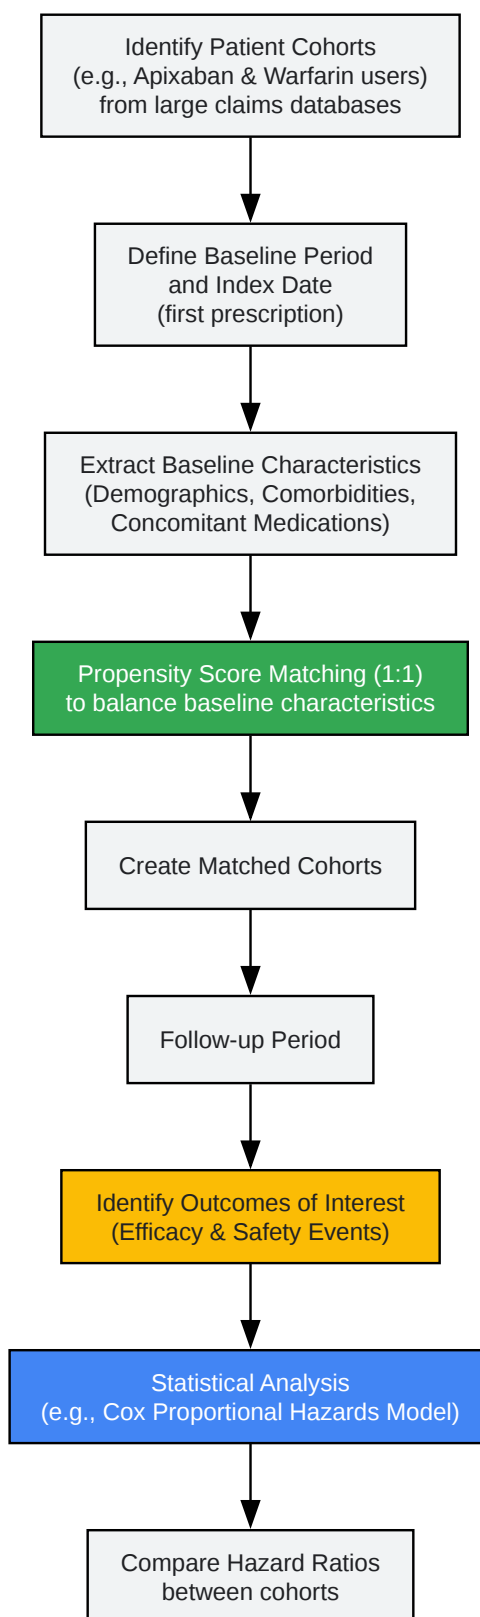 Identify Patient Cohorts
(e.g., Apixaban & Warfarin users)
from large claims databases
Define Baseline Period
and Index Date
(first prescription)
Extract Baseline Characteristics
(Demographics, Comorbidities,
Concomitant Medications)
Propensity Score Matching (1:1)
to balance baseline characteristics
Create Matched Cohorts
Follow-up Period
Identify Outcomes of Interest
(Efficacy & Safety Events)
Statistical Analysis
(e.g., Cox Proportional Hazards Model)
Compare Hazard Ratios
between cohorts